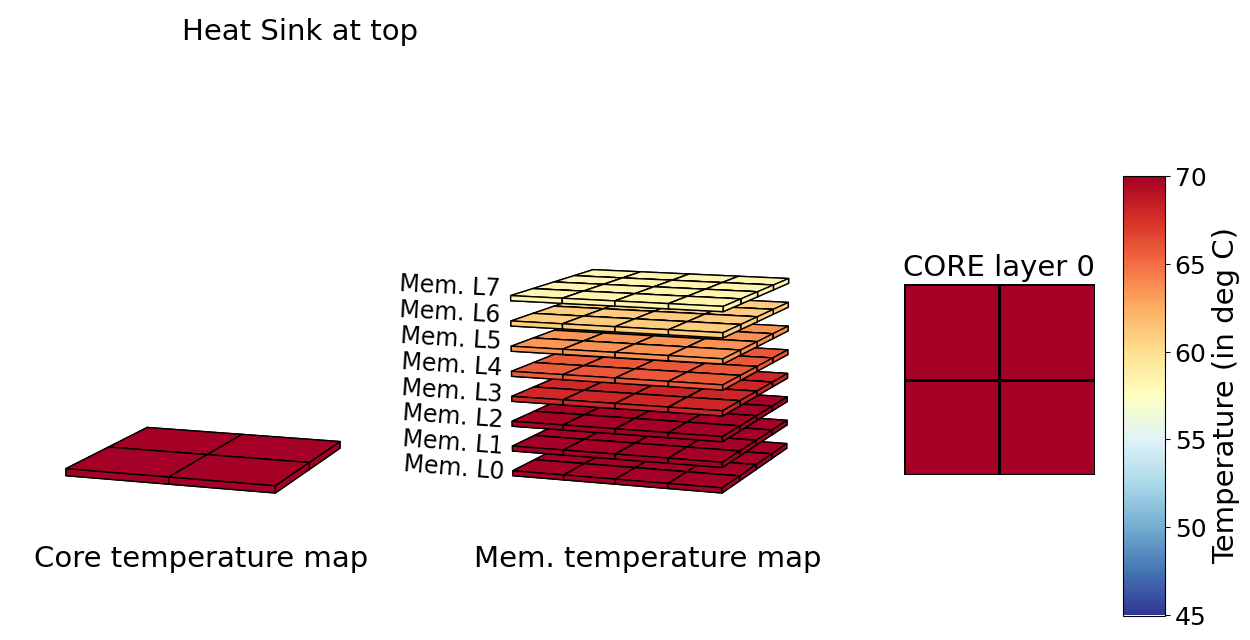 Heat Sink at top
Mem. L7
Mem. L6
Mem. L5
Mem. L4
Mem. L3
Mem. L2
Mem. L1
Mem. L0
Core temperature map
Mem. temperature map
CORE layer 0
70
65
60
55
50
45
Temperature (in deg C)